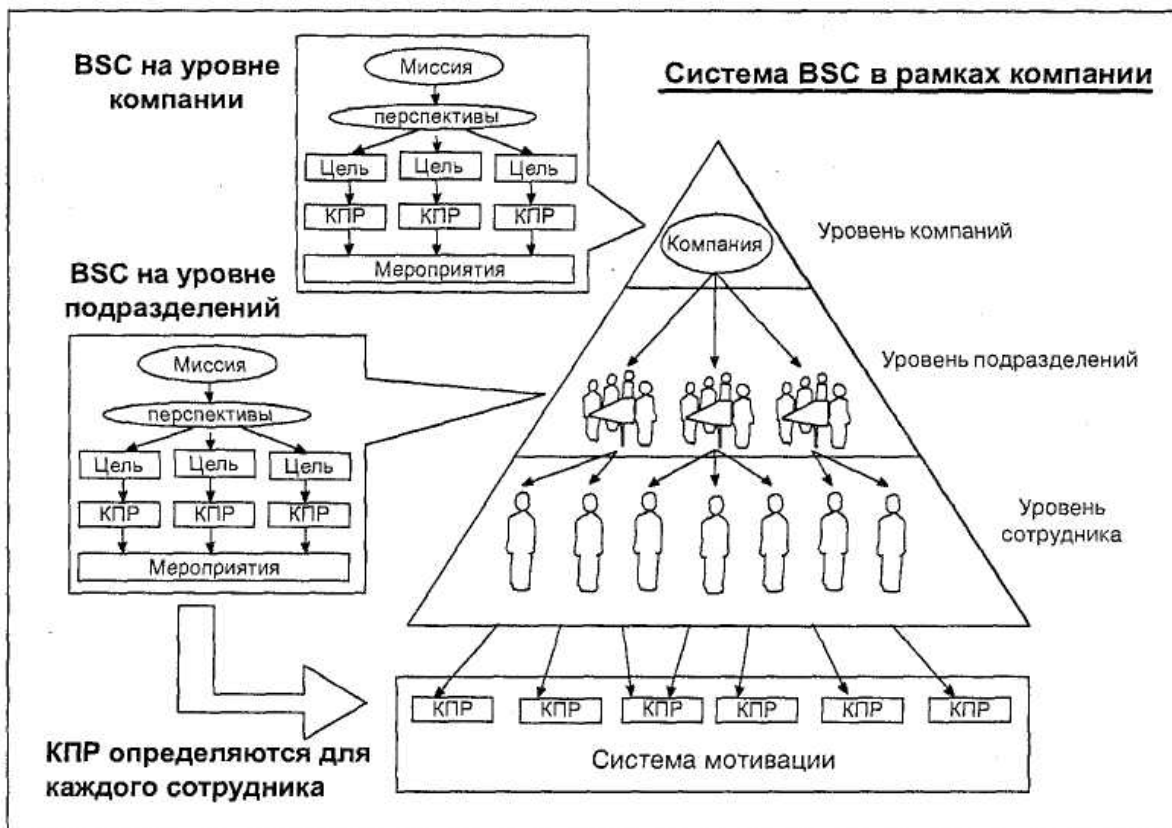 BSC на уровне
компании
Миссия
перспективы
Цель Цель Цель
КПР КПР КПР
Мероприятия
Система BSC в рамках компании
Компания
Уровень компаний
BSC на уровне
подразделений
Миссия
перспективы
Цель Цель Цель
КПР КПР КПР
Мероприятия
Уровень подразделений
Уровень
сотрудника
КПР КПР КПР КПР КПР КПР
Система мотивации
КПР определяются для
каждого сотрудника